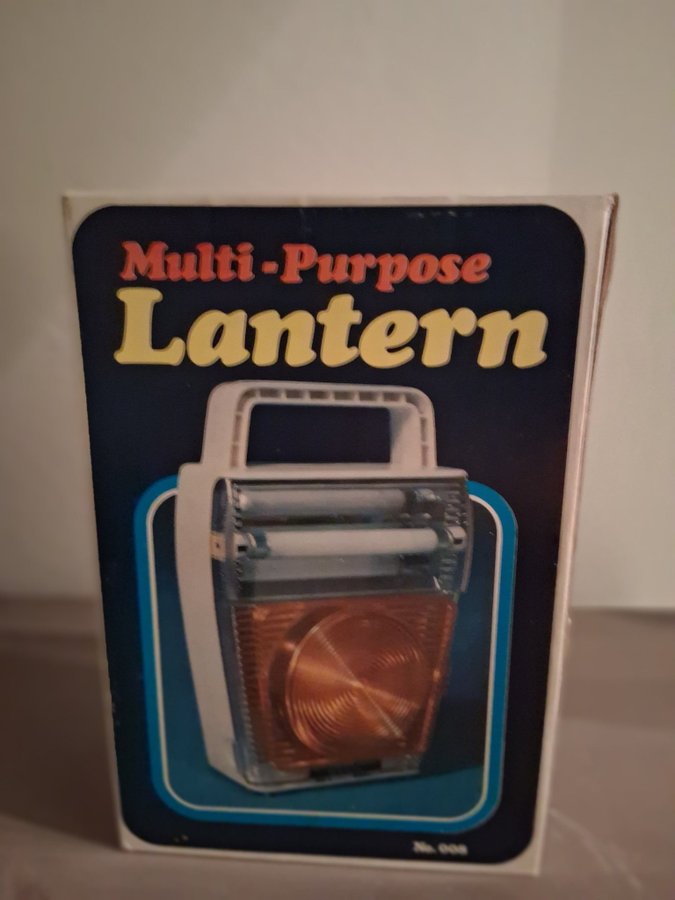 Multi-Purpose
Lantern
No. 008